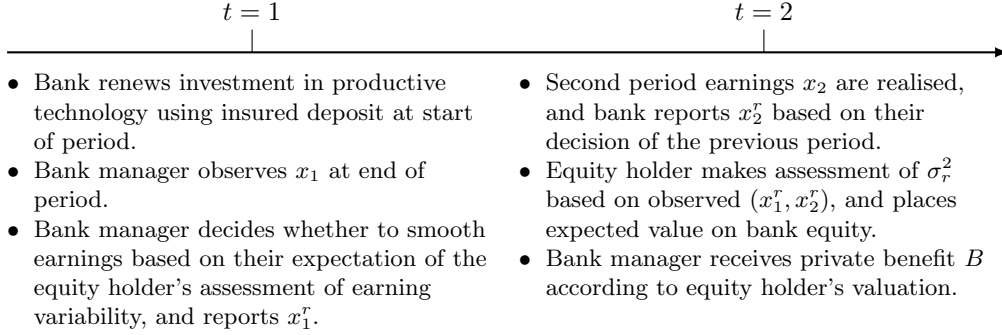 t = 1
t = 2
• Bank renews investment in productive
technology using insured deposit at start
of period.
• Bank manager observes x₁ at end of
period.
• Bank manager decides whether to smooth
earnings based on their expectation of the
equity holder's assessment of earning
variability, and reports x₁ʳ.
• Second period earnings x₂ are realised,
and bank reports x₂ʳ based on their
decision of the previous period.
• Equity holder makes assessment of σᵣ²
based on observed (x₁ʳ, x₂ʳ), and places
expected value on bank equity.
• Bank manager receives private benefit B
according to equity holder's valuation.